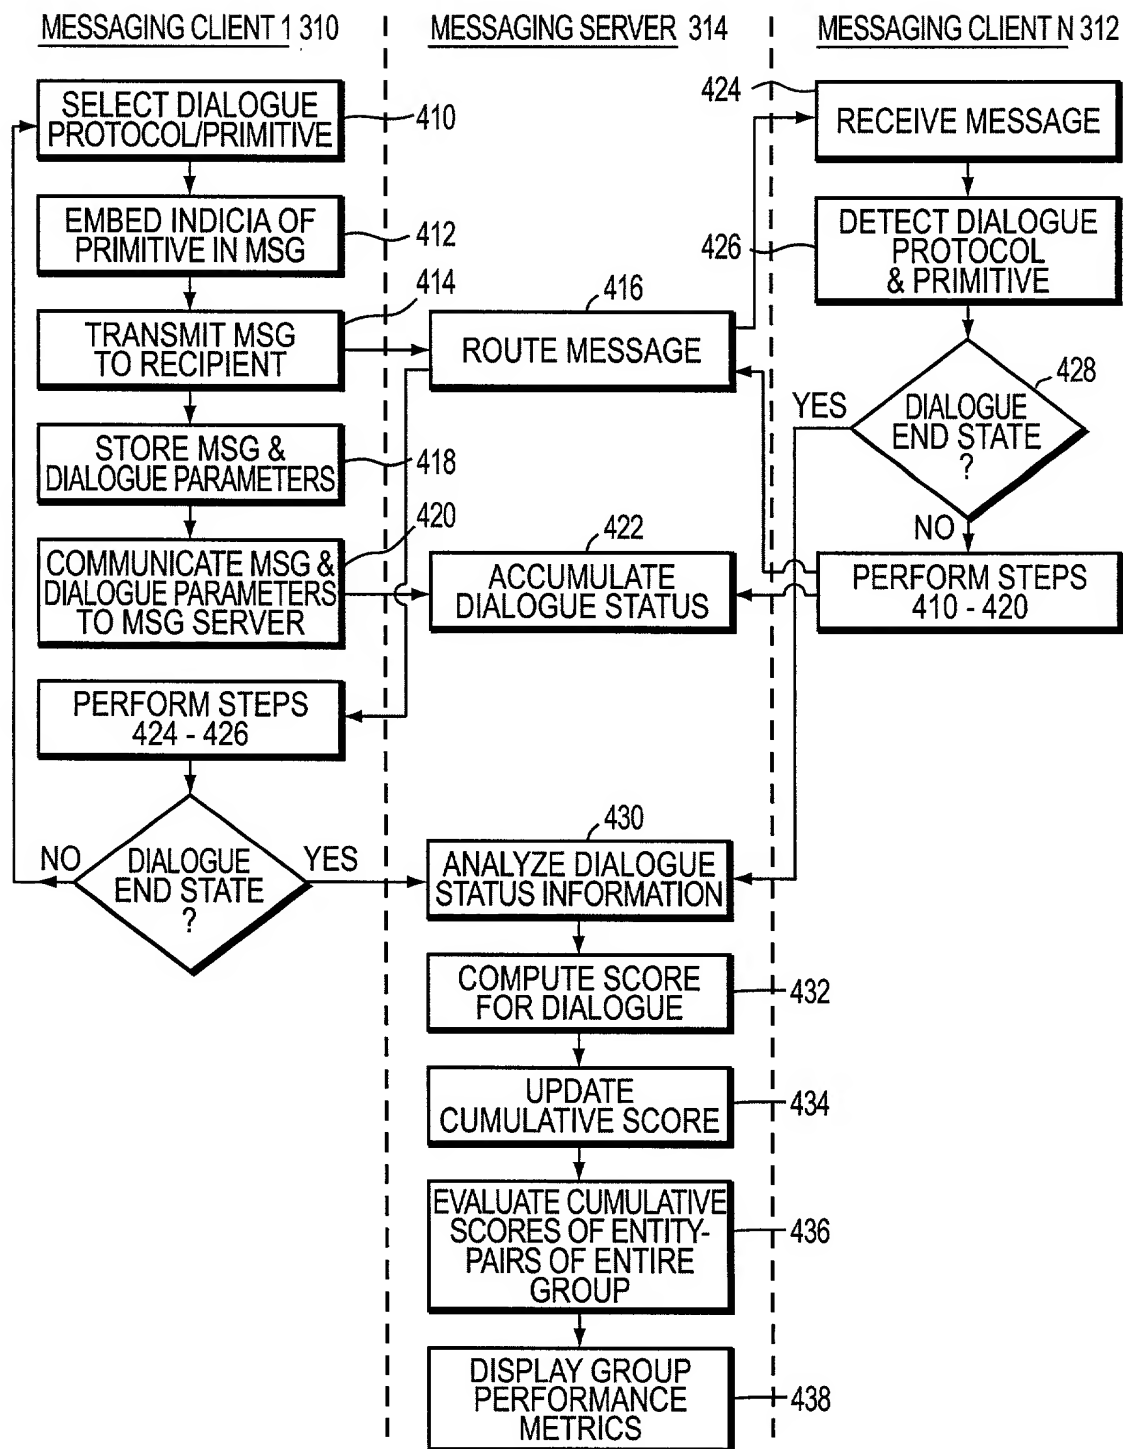 MESSAGING CLIENT 1 310
SELECT DIALOGUE
PROTOCOL/PRIMITIVE
410
EMBED INDICIA OF
PRIMITIVE IN MSG
412
414
TRANSMIT MSG
TO RECIPIENT
STORE MSG &
DIALOGUE PARAMETERS
418
420
COMMUNICATE MSG &
DIALOGUE PARAMETERS
TO MSG SERVER
PERFORM STEPS
424 - 426
NO
DIALOGUE
END STATE
?
YES
MESSAGING SERVER 314
416
ROUTE MESSAGE
422
ACCUMULATE
DIALOGUE STATUS
430
ANALYZE DIALOGUE
STATUS INFORMATION
COMPUTE SCORE
FOR DIALOGUE
432
UPDATE
CUMULATIVE SCORE
434
EVALUATE CUMULATIVE
SCORES OF ENTITY-
PAIRS OF ENTIRE
GROUP
436
DISPLAY GROUP
PERFORMANCE
METRICS
438
MESSAGING CLIENT N 312
424
RECEIVE MESSAGE
426
DETECT DIALOGUE
PROTOCOL
& PRIMITIVE
428
YES
DIALOGUE
END STATE
?
NO
PERFORM STEPS
410 - 420